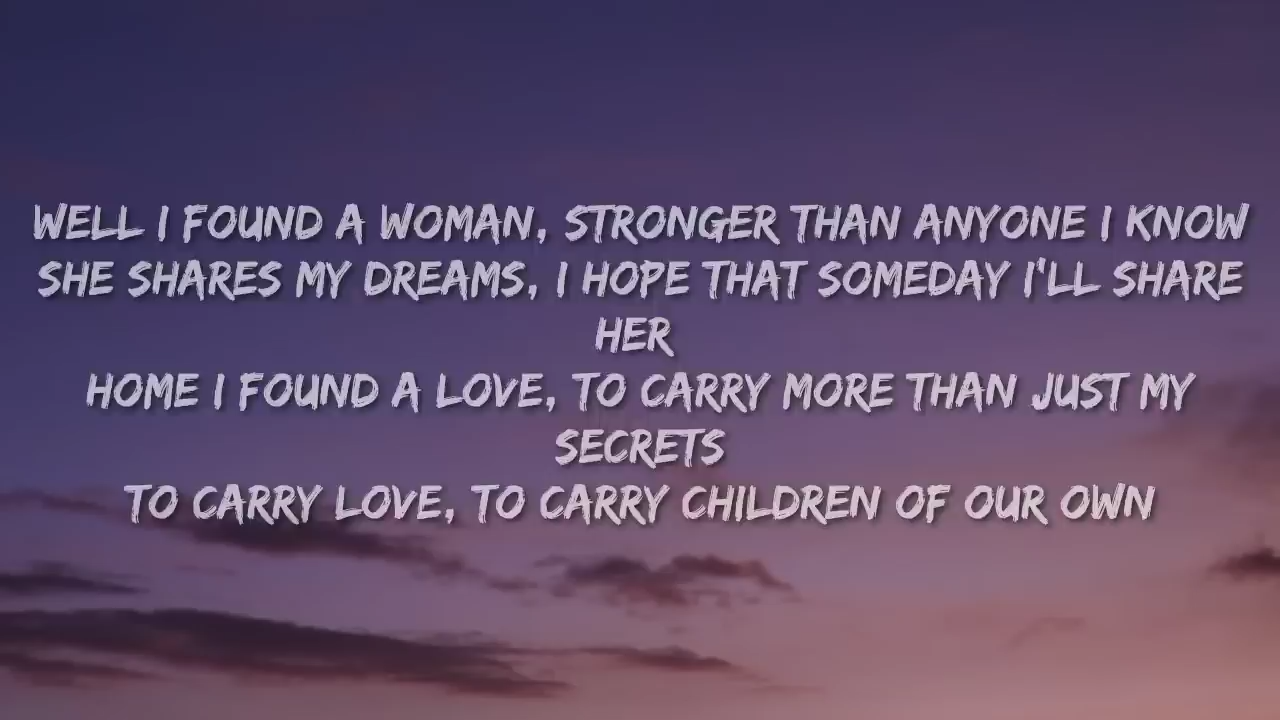 WELL I FOUND A WOMAN, STRONGER THAN ANYONE I KNOW
SHE SHARES MY DREAMS, I HOPE THAT SOMEDAY I'LL SHARE
HER
HOME I FOUND A LOVE, TO CARRY MORE THAN JUST MY
SECRETS
TO CARRY LOVE, TO CARRY CHILDREN OF OUR OWN